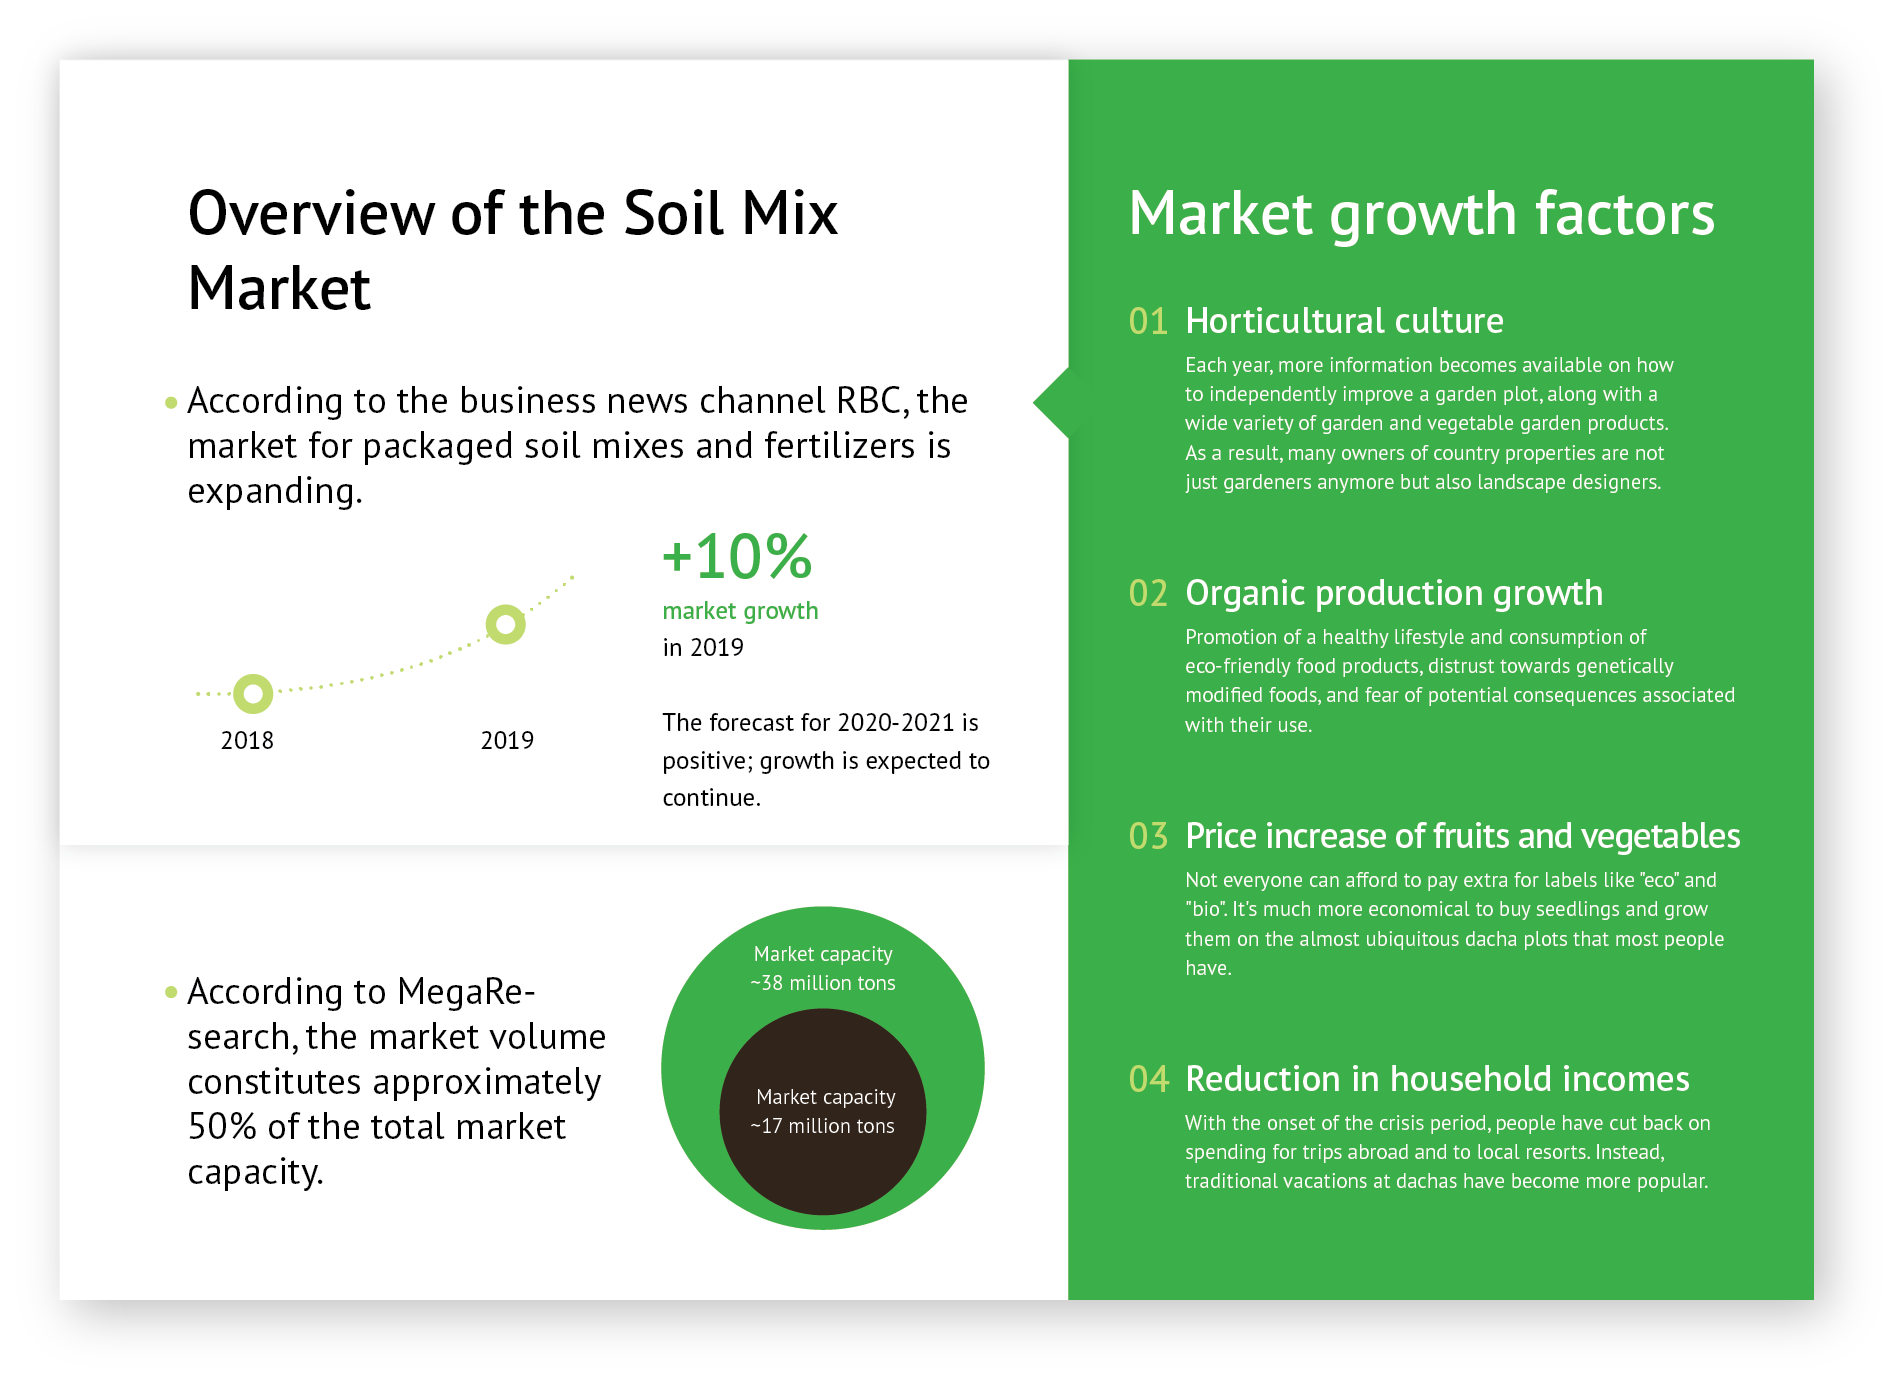 Overview of the Soil Mix
Market
According to the business news channel RBC, the
market for packaged soil mixes and fertilizers is
expanding.
+10%
market growth
in 2019
2018
2019
The forecast for 2020-2021 is
positive; growth is expected to
continue.
According to MegaRe-
search, the market volume
constitutes approximately
50% of the total market
capacity.
Market capacity
~38 million tons
Market capacity
~17 million tons
Market growth factors
01 Horticultural culture
Each year, more information becomes available on how
to independently improve a garden plot, along with a
wide variety of garden and vegetable garden products.
As a result, many owners of country properties are not
just gardeners anymore but also landscape designers.
02 Organic production growth
Promotion of a healthy lifestyle and consumption of
eco-friendly food products, distrust towards genetically
modified foods, and fear of potential consequences associated
with their use.
03 Price increase of fruits and vegetables
Not everyone can afford to pay extra for labels like "eco" and
"bio". It's much more economical to buy seedlings and grow
them on the almost ubiquitous dacha plots that most people
have.
04 Reduction in household incomes
With the onset of the crisis period, people have cut back on
spending for trips abroad and to local resorts. Instead,
traditional vacations at dachas have become more popular.